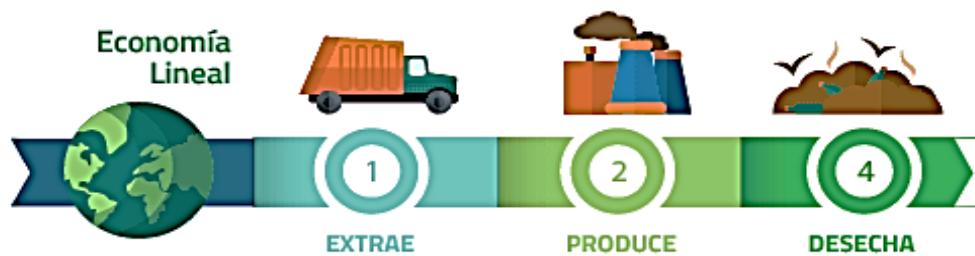 Economía
Lineal
1
2
4
EXTRAE
PRODUCE
DESECHA